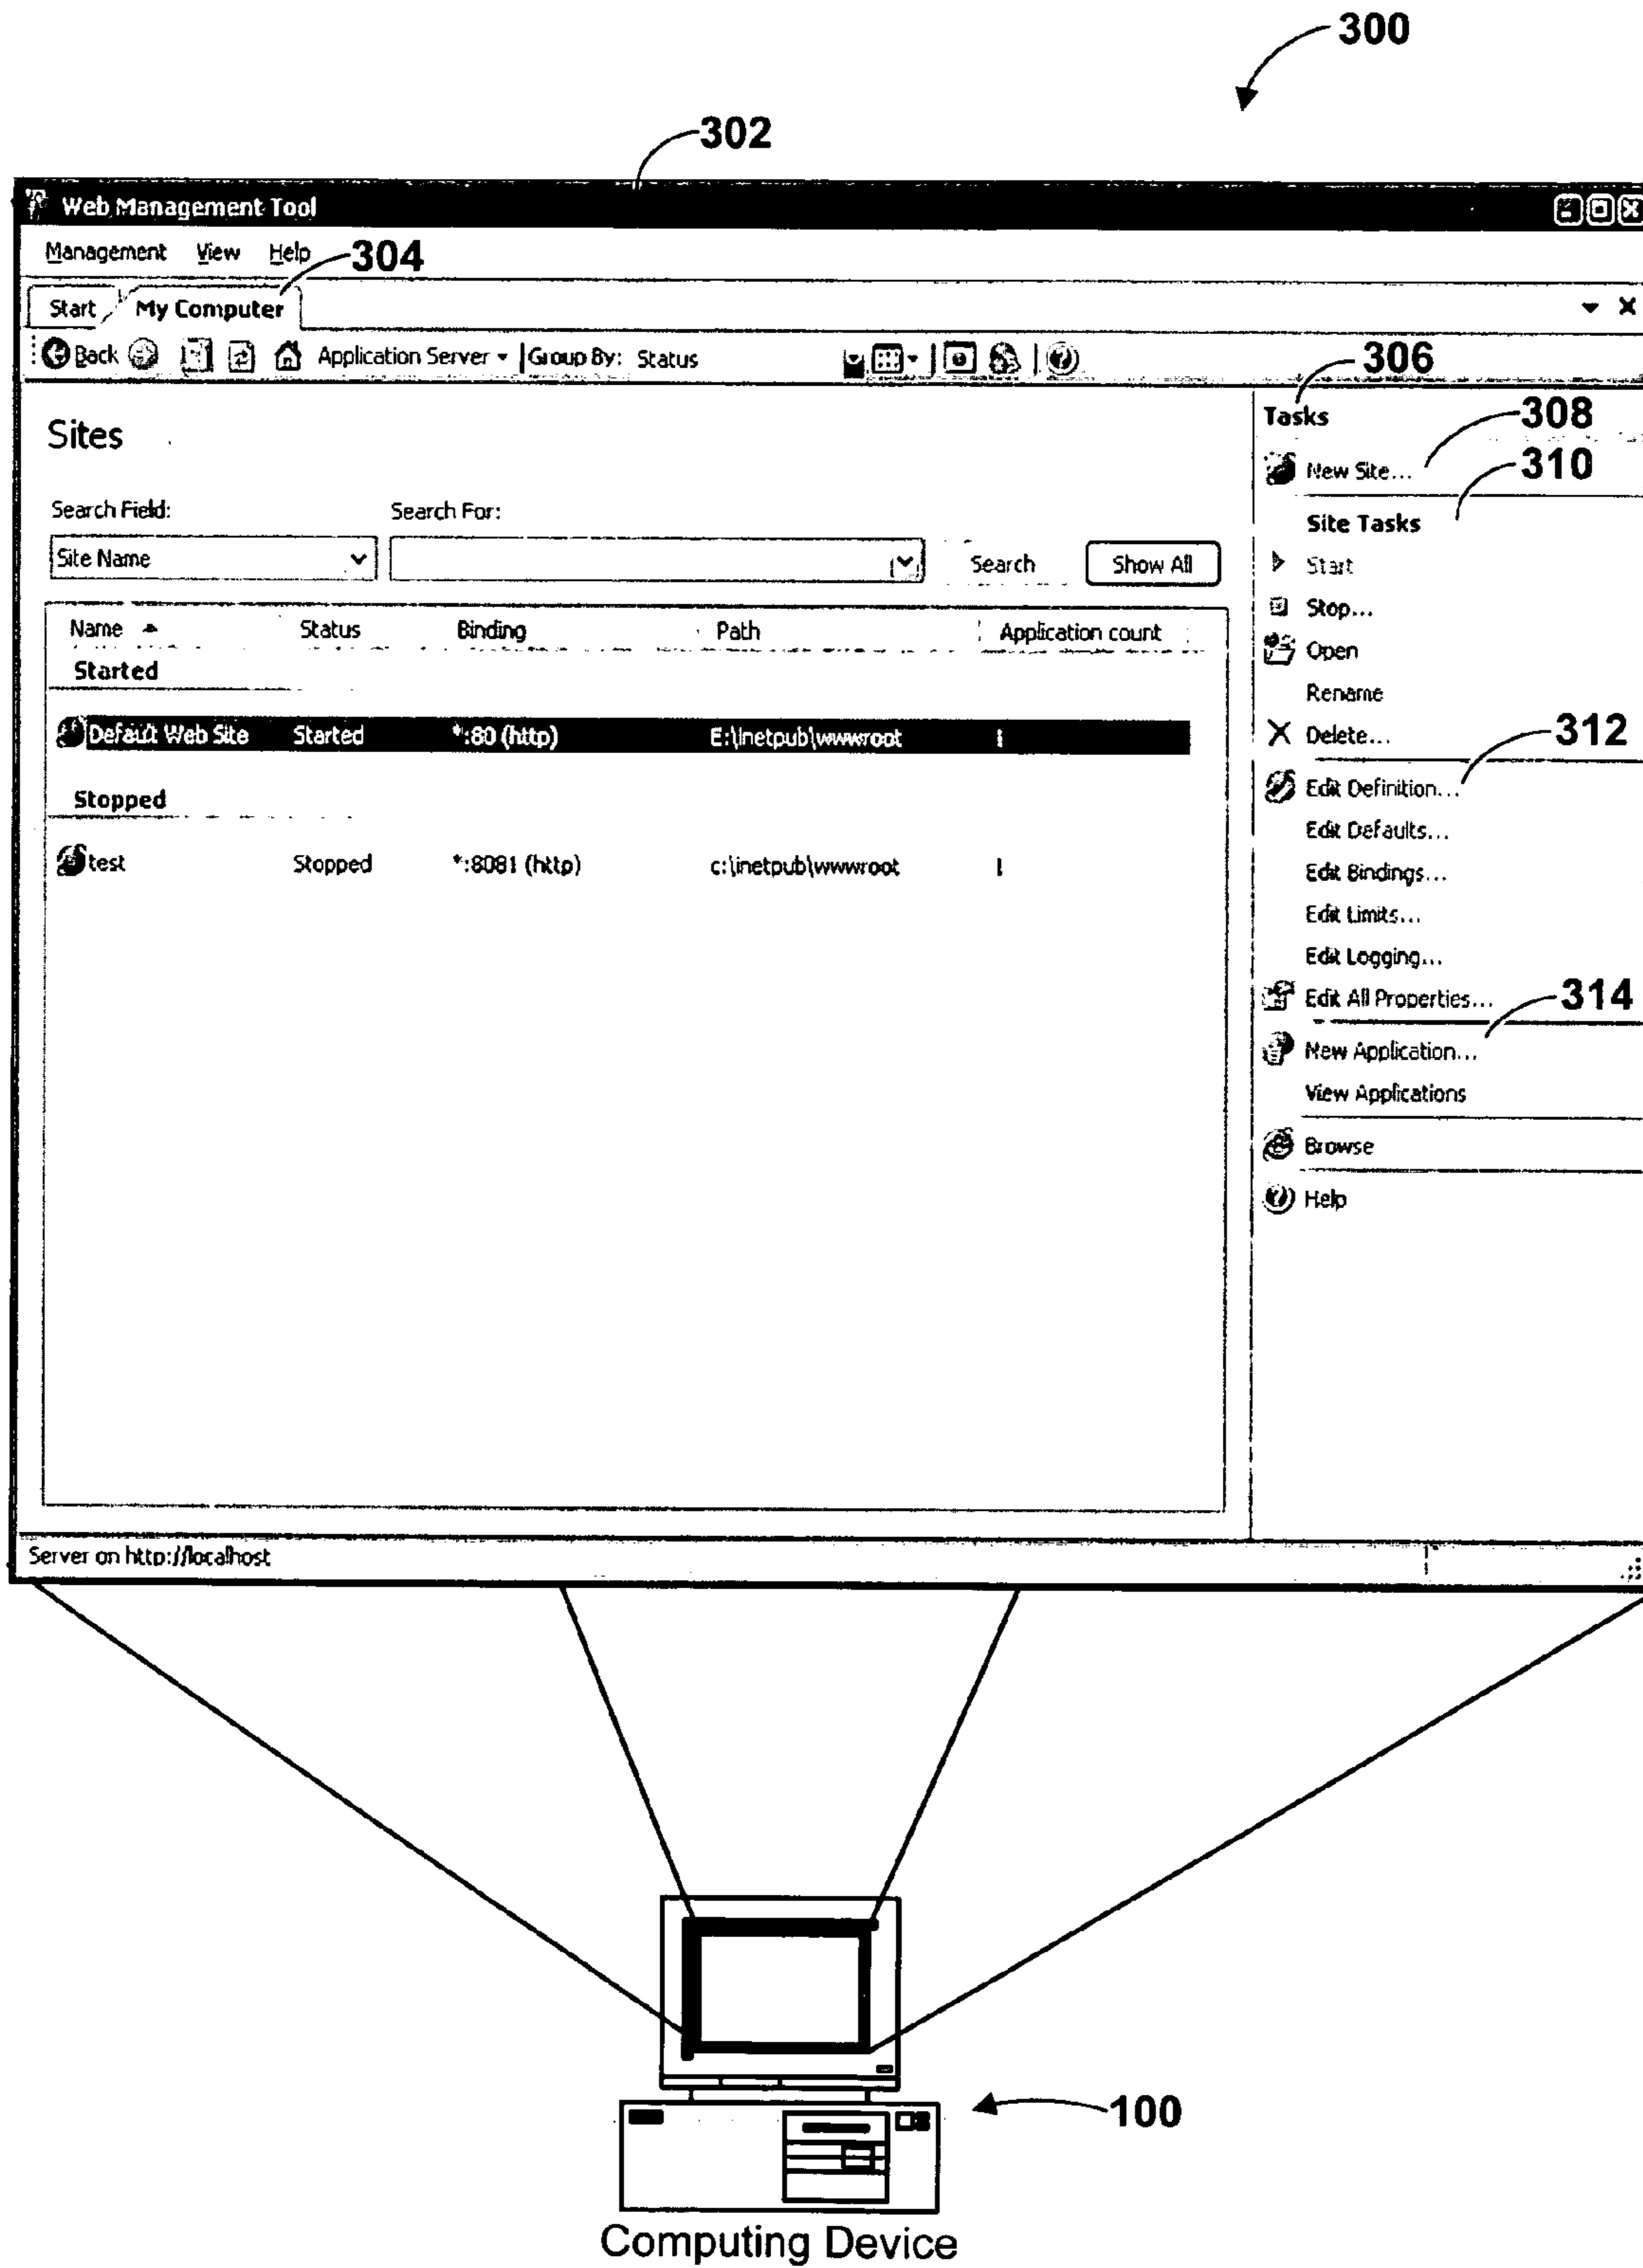 300
302
Web Management Tool
Management View Help
304
Start My Computer
Back Application Server Group By: Status
306
Sites
Search Field: Search For:
Site Name Search Show All
Name Status Binding Path Application count
Started
Default Web Site Started *:80 (http) E:\Inetpub\wwwroot 1
Stopped
test Stopped *:8081 (http) c:\inetpub\wwwroot 1
Tasks
308
New Site...
310
Site Tasks
Start
Stop...
Open
Rename
Delete...
312
Edit Definition...
Edit Defaults...
Edit Bindings...
Edit Limits...
Edit Logging...
Edit All Properties...
314
New Application...
View Applications
Browse
Help
Server on http://localhost
100
Computing Device